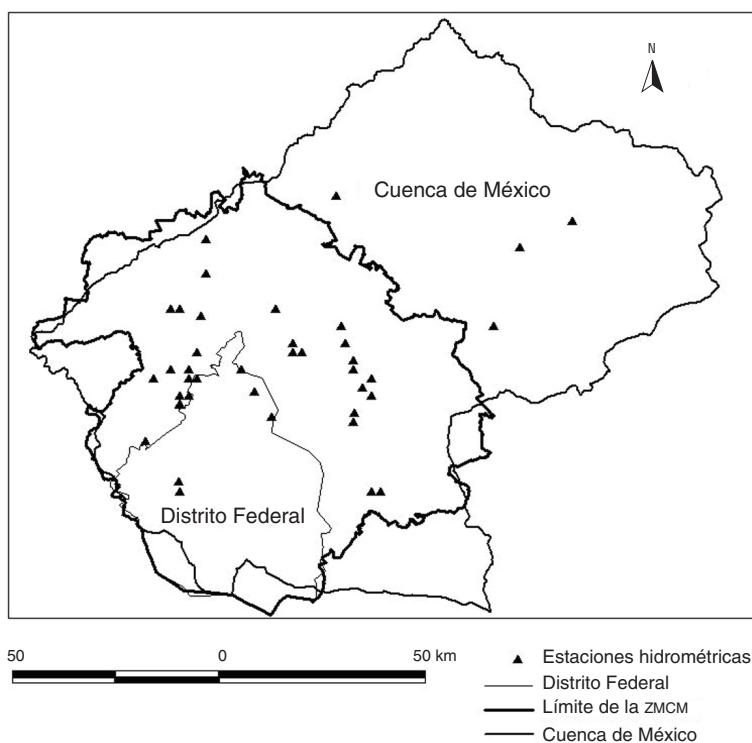 N
Cuenca de México
Distrito Federal
50 0 50 km
Estaciones hidrométricas
Distrito Federal
Límite de la ZMCM
Cuenca de México